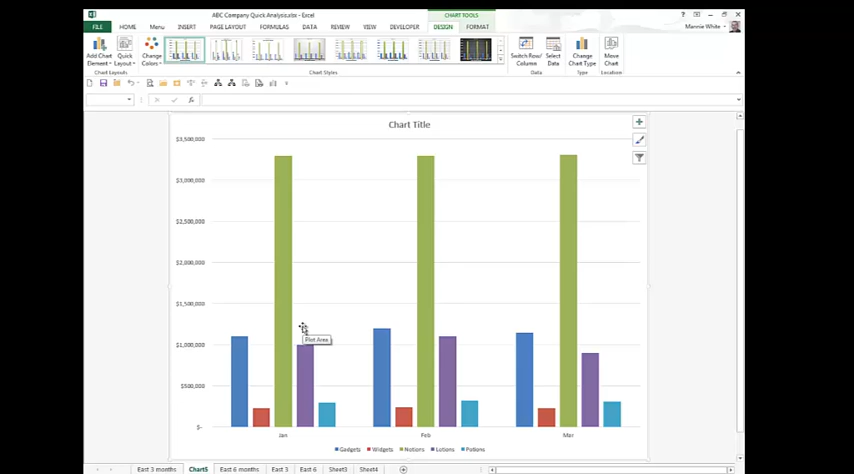 ABC Company Quick Analysis.xlsx - Excel
CHART TOOLS
FILE HOME Menu INSERT PAGE LAYOUT FORMULAS DATA REVIEW VIEW DEVELOPER DESIGN FORMAT
Mannie White
Add Chart Element
Quick Layout
Change Colors
Switch Row/ Column
Select Data
Change Chart Type
Move Chart
Chart Layouts
Chart Styles
Data
Type
Location
Chart Title
$3,500,000
$3,000,000
$2,500,000
$2,000,000
$1,500,000
$1,000,000
$500,000
$-
Plot Area
Jan Feb Mar
Gadgets Widgets Notions Lotions Potions
East 3 months Chart5 East 6 months East 3 East 6 Sheet3 Sheet4